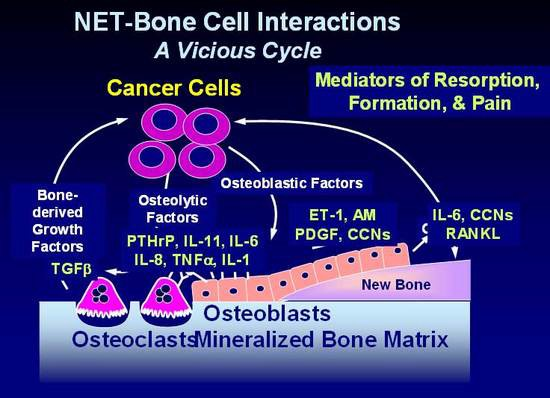 NET-Bone Cell Interactions
A Vicious Cycle
Cancer Cells
Mediators of Resorption,
Formation, & Pain
Bone-
derived
Growth
Factors
TGFβ
Osteolytic
Factors
PTHrP, IL-11, IL-6
IL-8, TNFα, IL-1
Osteoblastic Factors
ET-1, AM
PDGF, CCNs
IL-6, CCNs
RANKL
New Bone
Osteoblasts
Osteoclasts
Mineralized Bone Matrix